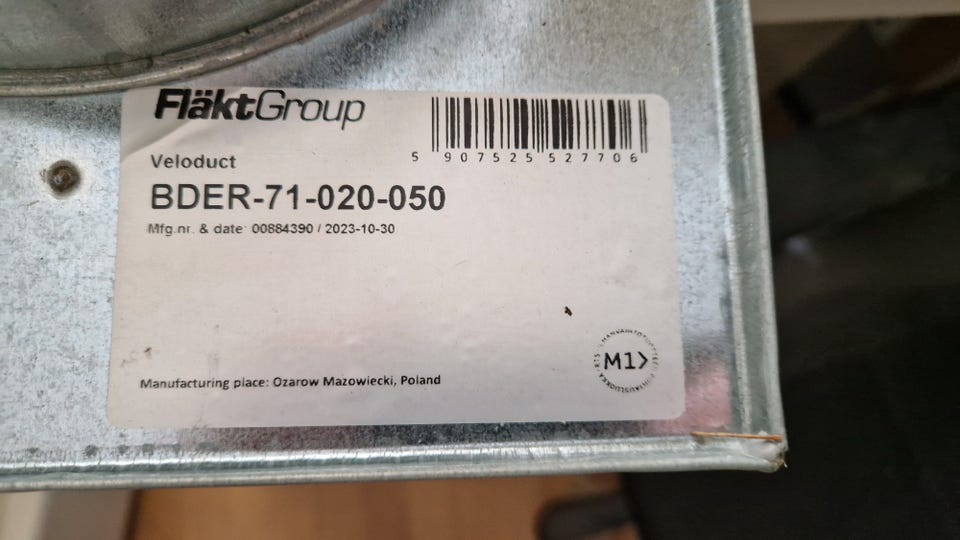 FläktGroup
5 907525 527706
Veloduct
BDER-71-020-050
Mfg.nr. & date: 00884390 / 2023-10-30
M1>
Manufacturing place: Ozarow Mazowiecki, Poland